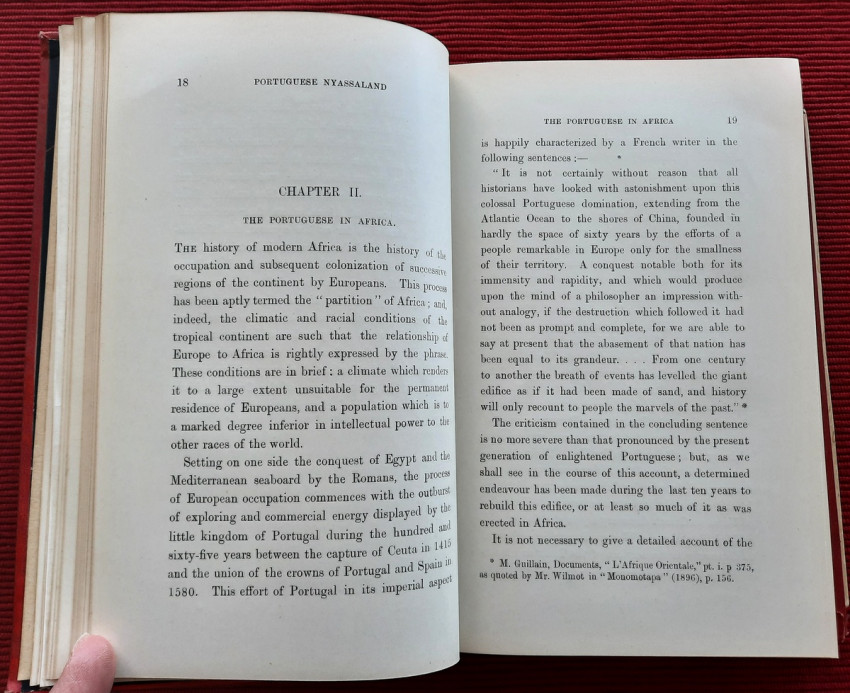 18 PORTUGUESE NYASSALAND
CHAPTER II.
THE PORTUGUESE IN AFRICA.
THE history of modern Africa is the history of the
occupation and subsequent colonization of successive
regions of the continent by Europeans. This process
has been aptly termed the “ partition ” of Africa ; and,
indeed, the climatic and racial conditions of the
tropical continent are such that the relationship of
Europe to Africa is rightly expressed by the phrase.
These conditions are in brief : a climate which renders
it to a large extent unsuitable for the permanent
residence of Europeans, and a population which is to
a marked degree inferior in intellectual power to the
other races of the world.
Setting on one side the conquest of Egypt and the
Mediterranean seaboard by the Romans, the process
of European occupation commences with the outburst
of exploring and commercial energy displayed by the
little kingdom of Portugal during the hundred and
sixty-five years between the capture of Ceuta in 1415
and the union of the crowns of Portugal and Spain in
1580. This effort of Portugal in its imperial aspect
THE PORTUGUESE IN AFRICA 19
is happily characterized by a French writer in the
following sentences :—
“ It is not certainly without reason that all
historians have looked with astonishment upon this
colossal Portuguese domination, extending from the
Atlantic Ocean to the shores of China, founded in
hardly the space of sixty years by the efforts of a
people remarkable in Europe only for the smallness
of their territory. A conquest notable both for its
immensity and rapidity, and which would produce
upon the mind of a philosopher an impression with-
out analogy, if the destruction which followed it had
not been as prompt and complete, for we are able to
say at present that the abasement of that nation has
been equal to its grandeur. . . . From one century
to another the breath of events has levelled the giant
edifice as if it had been made of sand, and history
will only recount to people the marvels of the past.” *
The criticism contained in the concluding sentence
is no more severe than that pronounced by the present
generation of enlightened Portuguese ; but, as we
shall see in the course of this account, a determined
endeavour has been made during the last ten years to
rebuild this edifice, or at least so much of it as was
erected in Africa.
It is not necessary to give a detailed account of the
* M. Guillain, Documents, “ L'Afrique Orientale,” pt. i. p 375,
as quoted by Mr. Wilmot in “ Monomotapa ” (1896), p. 156.